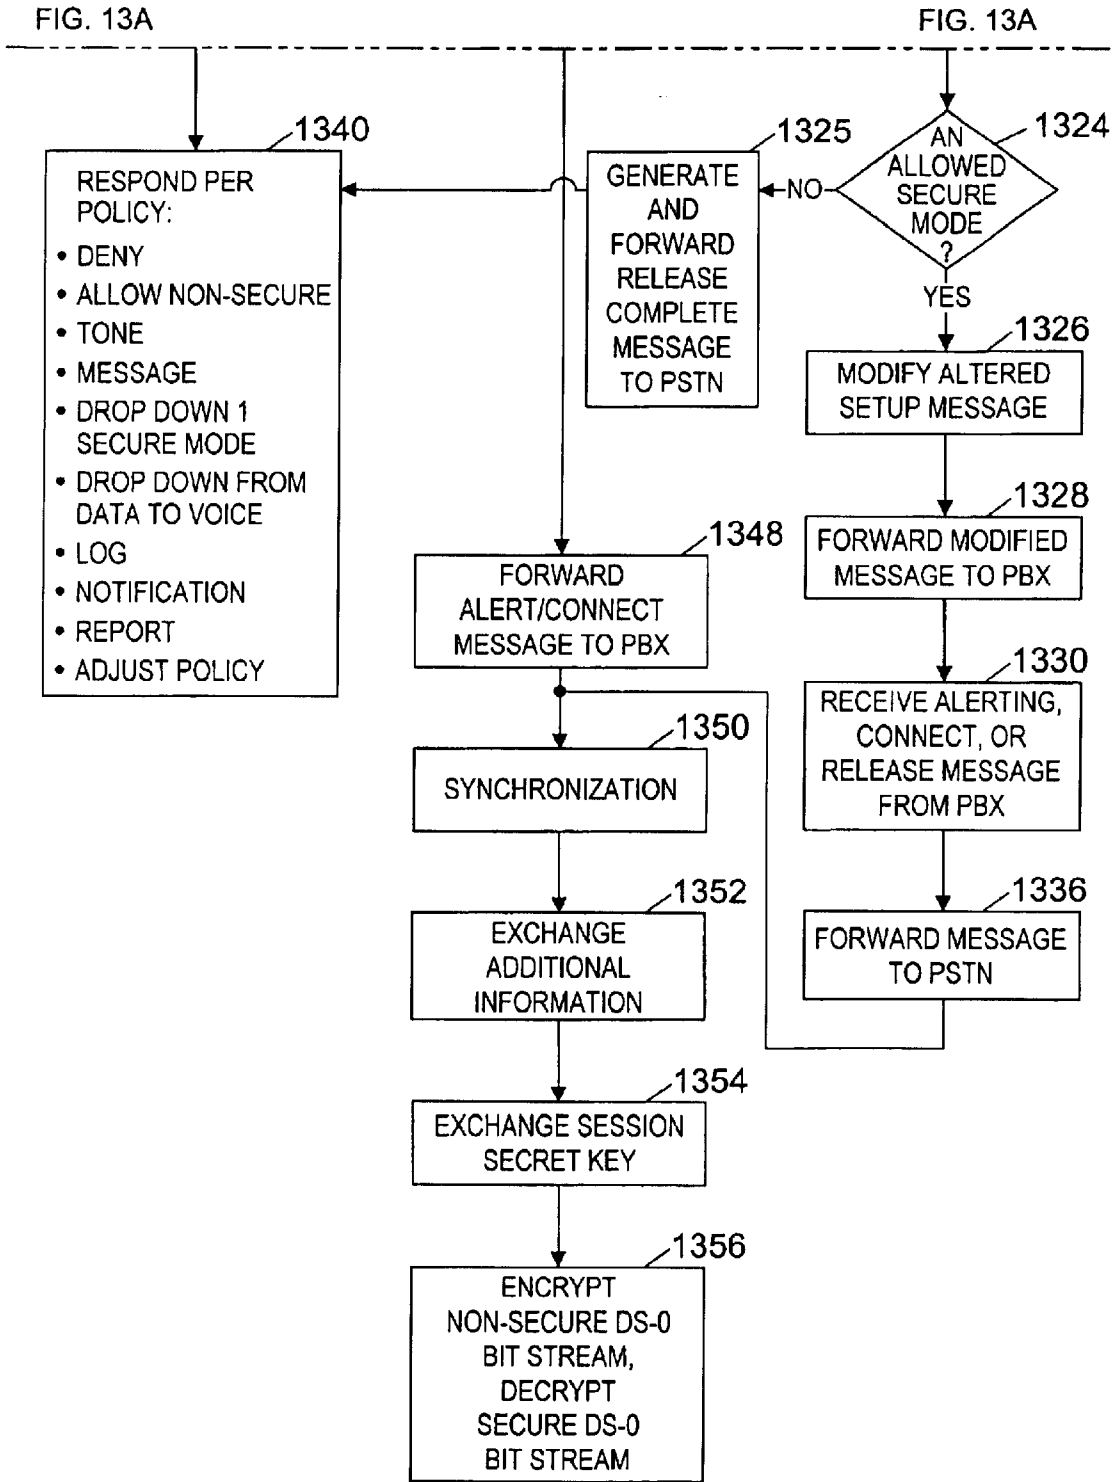 FIG. 13A
FIG. 13A
1340
RESPOND PER
POLICY:
• DENY
• ALLOW NON-SECURE
• TONE
• MESSAGE
• DROP DOWN 1
SECURE MODE
• DROP DOWN FROM
DATA TO VOICE
• LOG
• NOTIFICATION
• REPORT
• ADJUST POLICY
1325
GENERATE
AND
FORWARD
RELEASE
COMPLETE
MESSAGE
TO PSTN
NO
1324
AN
ALLOWED
SECURE
MODE
?
YES
1326
MODIFY ALTERED
SETUP MESSAGE
1328
FORWARD MODIFIED
MESSAGE TO PBX
1330
RECEIVE ALERTING,
CONNECT, OR
RELEASE MESSAGE
FROM PBX
1336
FORWARD MESSAGE
TO PSTN
1348
FORWARD
ALERT/CONNECT
MESSAGE TO PBX
1350
SYNCHRONIZATION
1352
EXCHANGE
ADDITIONAL
INFORMATION
1354
EXCHANGE SESSION
SECRET KEY
1356
ENCRYPT
NON-SECURE DS-0
BIT STREAM,
DECRYPT
SECURE DS-0
BIT STREAM